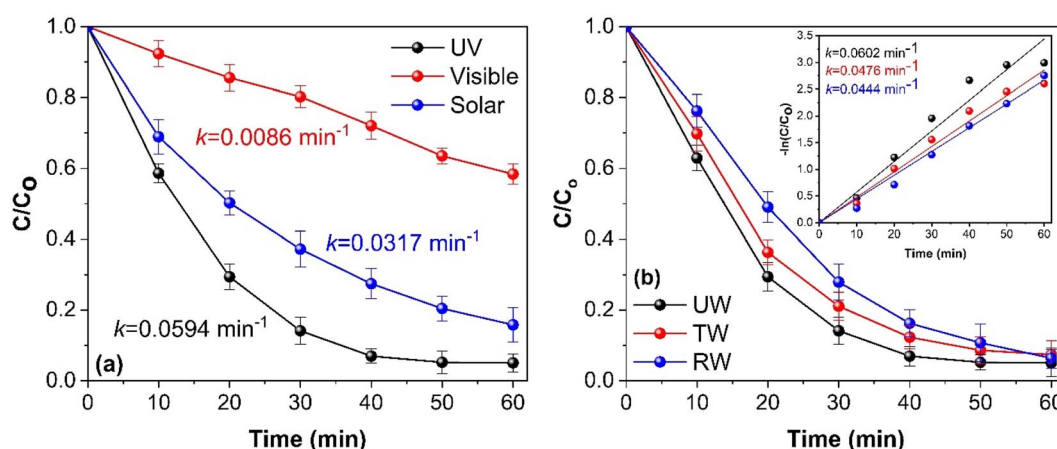 1.0
0.8
0.6
0.4
0.2
0.0
C/Co
UV
Visible
Solar
k=0.0086 min⁻¹
k=0.0317 min⁻¹
k=0.0594 min⁻¹
(a)
0 10 20 30 40 50 60
Time (min)
1.0
0.8
0.6
0.4
0.2
0.0
C/Co
3.5
3.0
2.5
2.0
1.5
1.0
0.5
0.0
-ln(C/Co)
k=0.0602 min⁻¹
k=0.0476 min⁻¹
k=0.0444 min⁻¹
0 10 20 30 40 50 60
Time (min)
(b)
UW
TW
RW
0 10 20 30 40 50 60
Time (min)